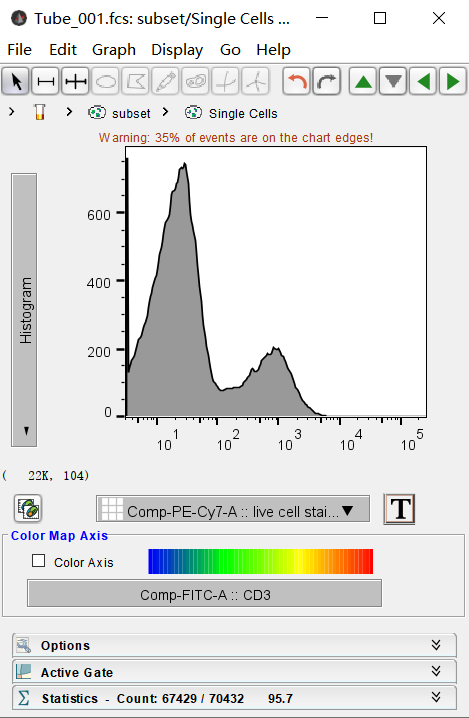 Tube_001.fcs: subset/Single Cells ...
File Edit Graph Display Go Help
T
subset Single Cells
Warning: 35% of events are on the chart edges!
Histogram
600
400
200
0
10^1 10^2 10^3 10^4 10^5
( 22K, 104)
Comp-PE-Cy7-A :: live cell stai... T
Color Map Axis
Color Axis
Comp-FITC-A :: CD3
Options
Active Gate
Σ Statistics - Count: 67429 / 70432 95.7